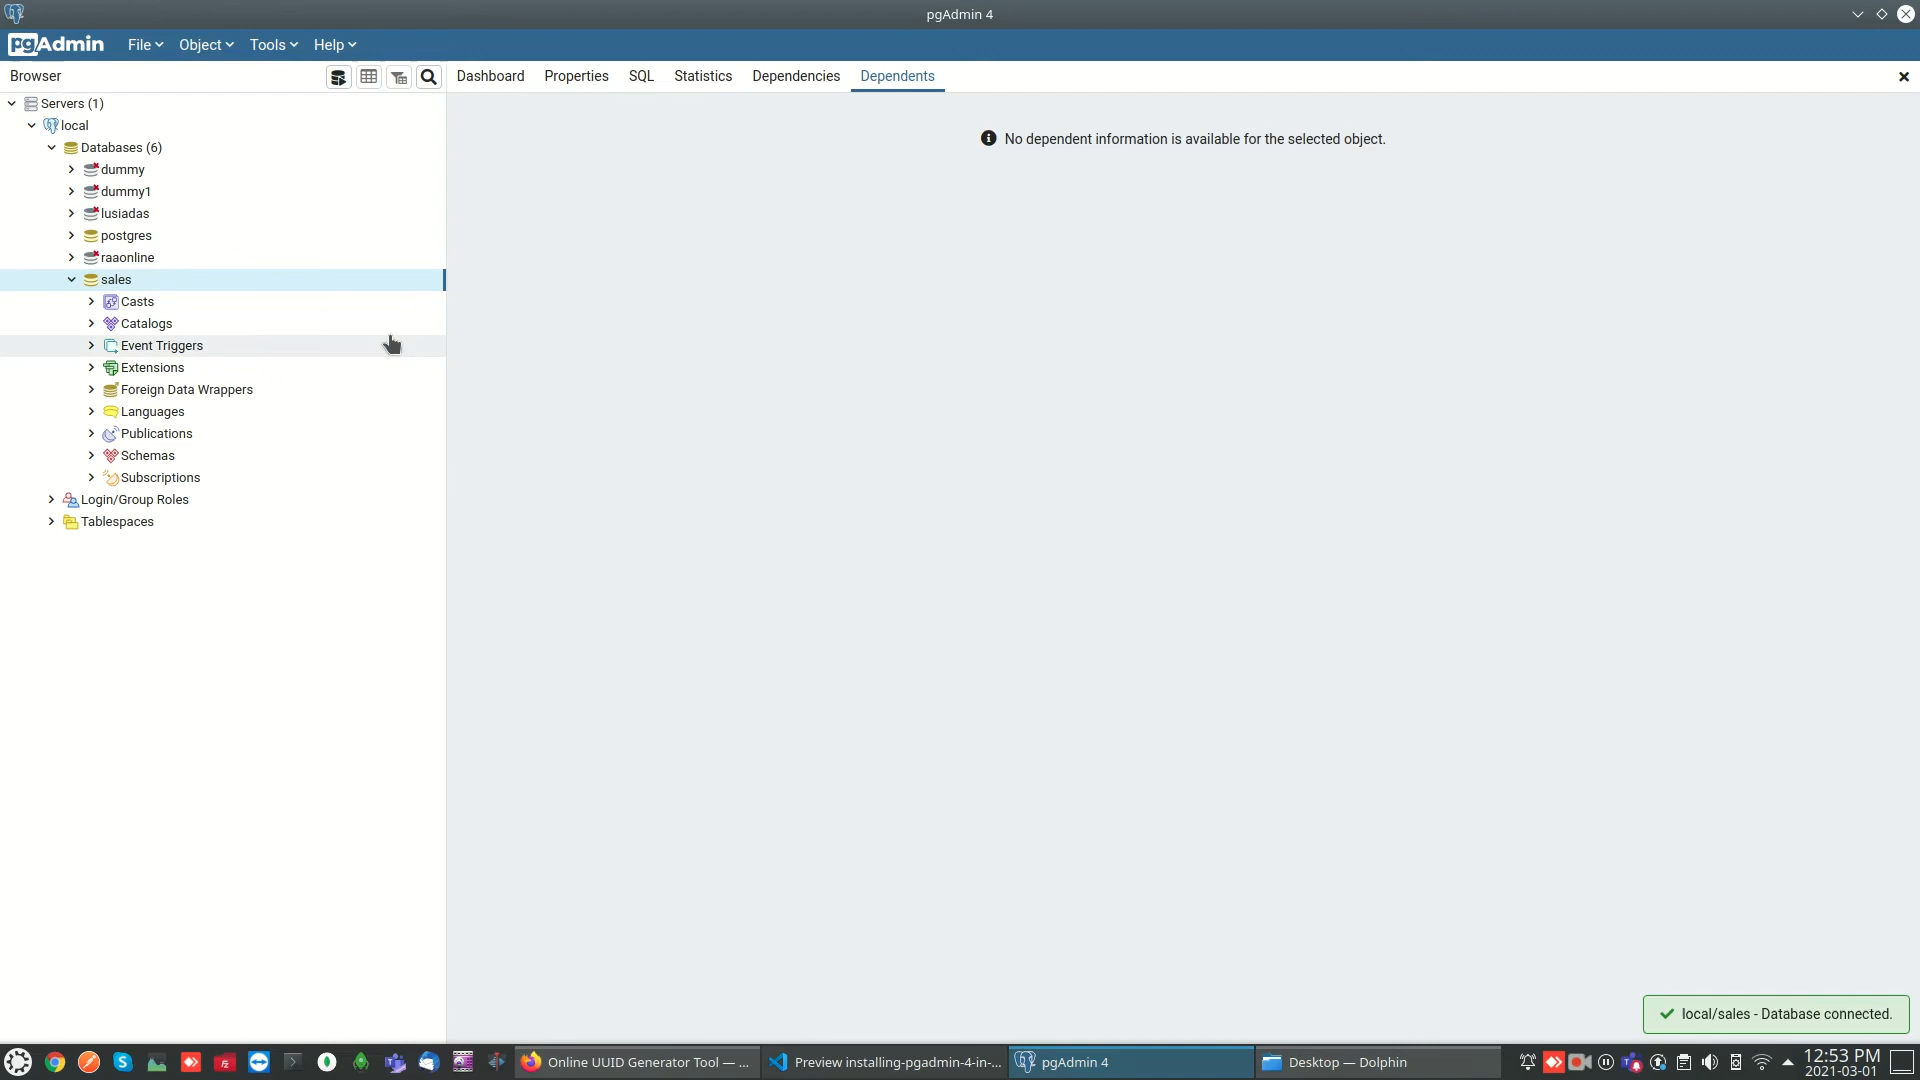 pgAdmin 4
pgAdmin File Object Tools Help
Browser
Dashboard Properties SQL Statistics Dependencies Dependents
Servers (1)
local
Databases (6)
dummy
dummy1
lusiadas
postgres
raaonline
sales
Casts
Catalogs
Event Triggers
Extensions
Foreign Data Wrappers
Languages
Publications
Schemas
Subscriptions
Login/Group Roles
Tablespaces
No dependent information is available for the selected object.
local/sales - Database connected.
Online UUID Generator Tool — ...
Preview installing-pgadmin-4-in-...
pgAdmin 4
Desktop — Dolphin
12:53 PM
2021-03-01